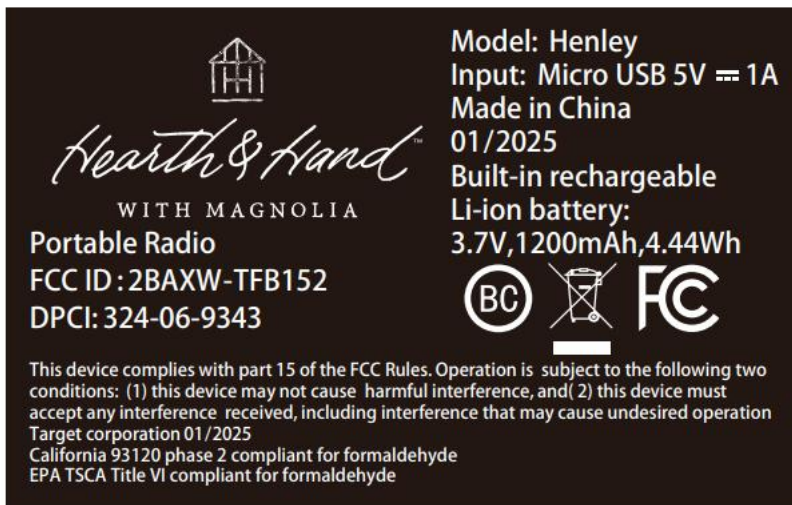 Hearth & Hand™
WITH MAGNOLIA
Portable Radio
FCC ID : 2BAXW-TFB152
DPCI: 324-06-9343
Model: Henley
Input: Micro USB 5V ⎓ 1A
Made in China
01/2025
Built-in rechargeable
Li-ion battery:
3.7V,1200mAh,4.44Wh
BC
FC
This device complies with part 15 of the FCC Rules. Operation is subject to the following two
conditions: (1) this device may not cause harmful interference, and( 2) this device must
accept any interference received, including interference that may cause undesired operation
Target corporation 01/2025
California 93120 phase 2 compliant for formaldehyde
EPA TSCA Title VI compliant for formaldehyde